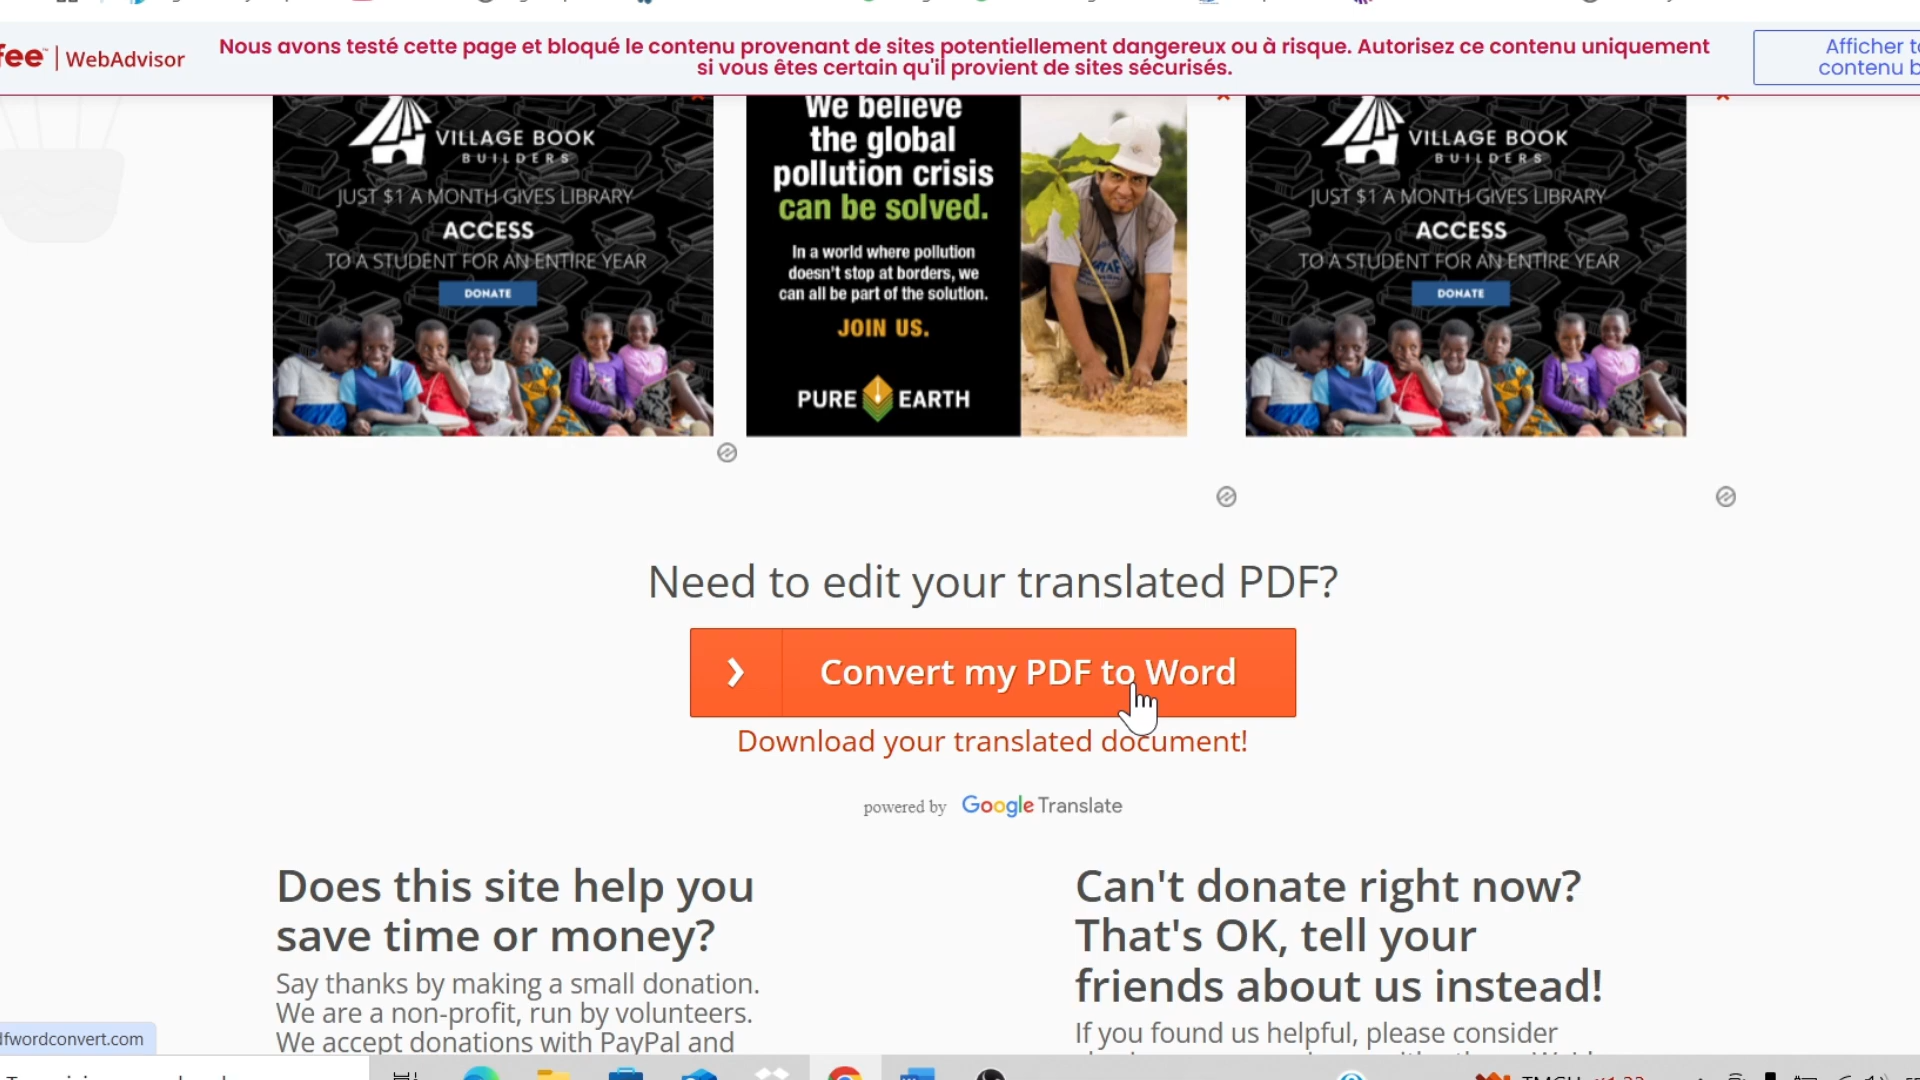 Nous avons testé cette page et bloqué le contenu provenant de sites potentiellement dangereux ou à risque. Autorisez ce contenu uniquement
si vous êtes certain qu'il provient de sites sécurisés.
fee™ | WebAdvisor
Afficher
contenu
VILLAGE BOOK
BUILDERS
JUST $1 A MONTH GIVES LIBRARY
ACCESS
TO A STUDENT FOR AN ENTIRE YEAR
DONATE
We believe
the global
pollution crisis
can be solved.
In a world where pollution
doesn't stop at borders, we
can all be part of the solution.
JOIN US.
PURE EARTH
VILLAGE BOOK
BUILDERS
JUST $1 A MONTH GIVES LIBRARY
ACCESS
TO A STUDENT FOR AN ENTIRE YEAR
DONATE
Need to edit your translated PDF?
Convert my PDF to Word
Download your translated document!
powered by Google Translate
Does this site help you
save time or money?
Say thanks by making a small donation.
We are a non-profit, run by volunteers.
We accept donations with PayPal and
Can't donate right now?
That's OK, tell your
friends about us instead!
If you found us helpful, please consider
dfwordconvert.com